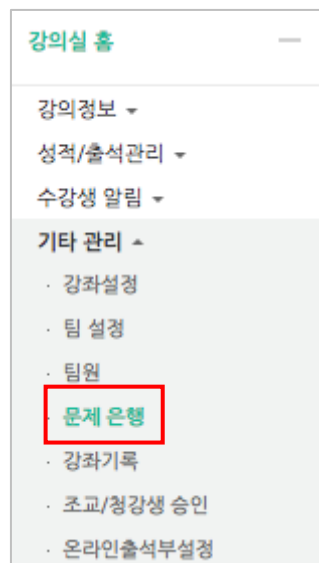 강의실 홈
강의정보
성적/출석관리
수강생 알림
기타 관리
· 강좌설정
· 팀 설정
· 팀원
· 문제 은행
· 강좌기록
· 조교/청강생 승인
· 온라인출석부설정